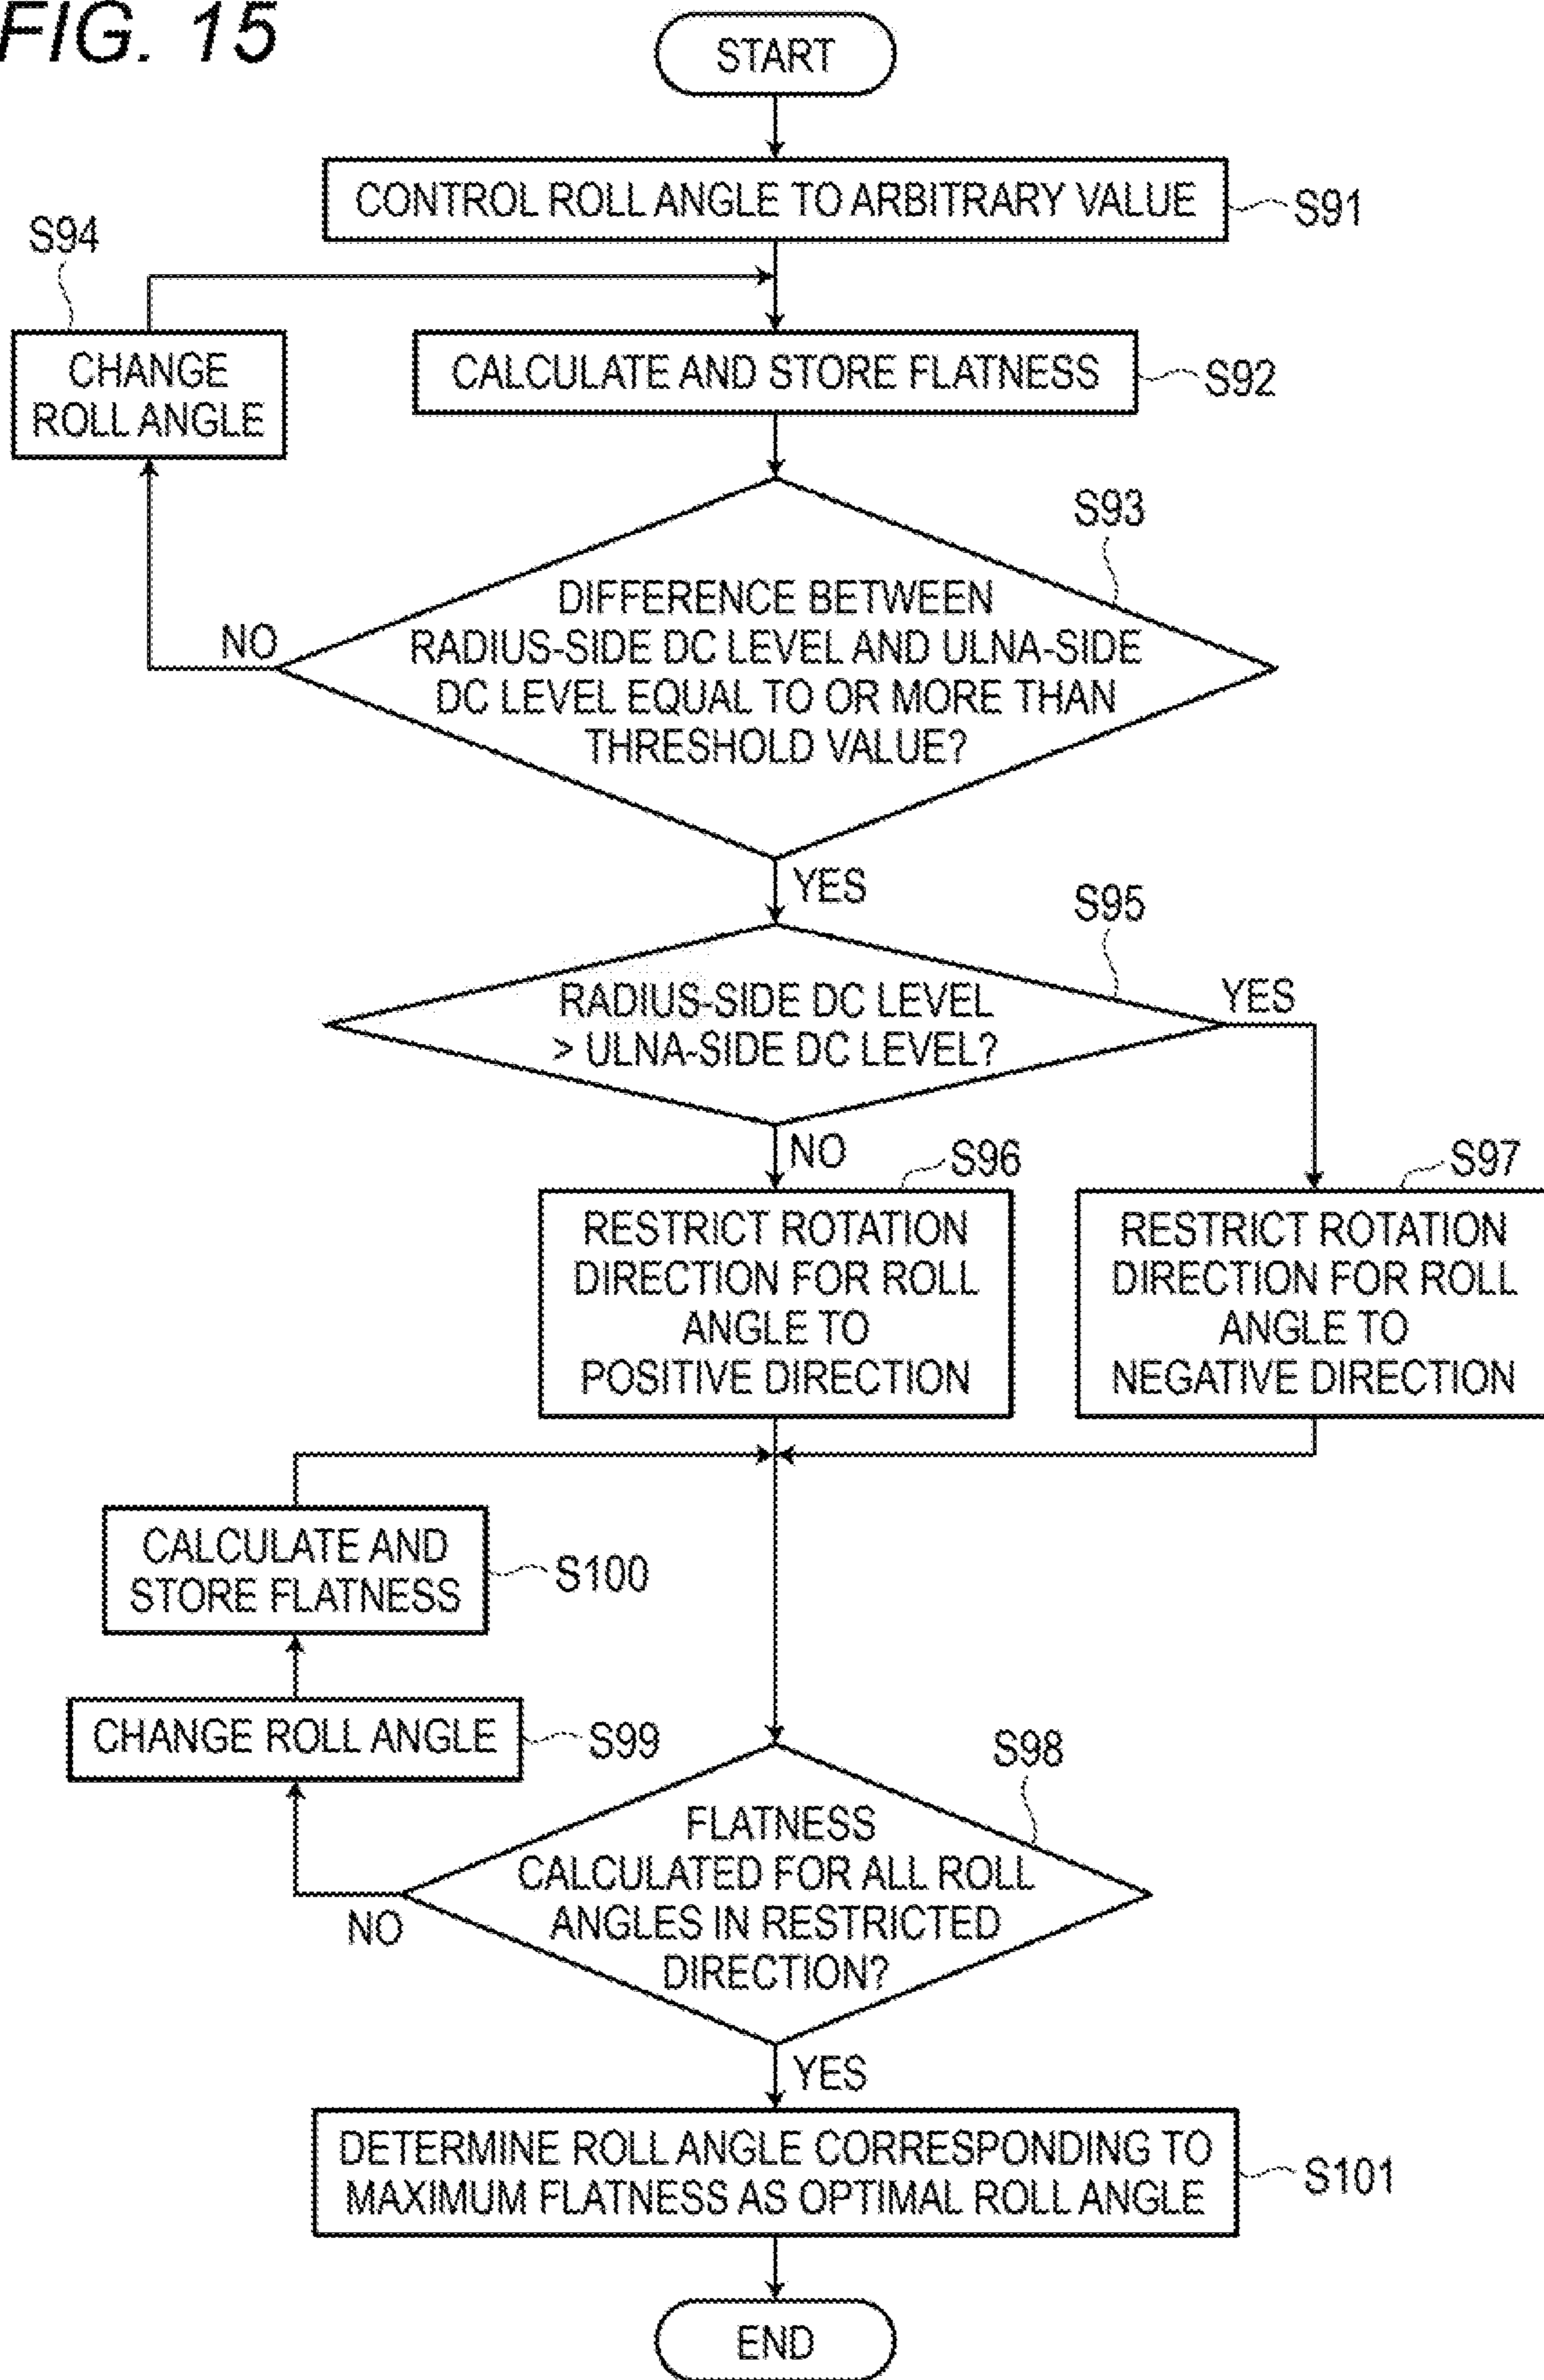 FIG. 15
START
CONTROL ROLL ANGLE TO ARBITRARY VALUE
S91
S94
CHANGE
ROLL ANGLE
CALCULATE AND STORE FLATNESS
S92
S93
DIFFERENCE BETWEEN
RADIUS-SIDE DC LEVEL AND ULNA-SIDE
DC LEVEL EQUAL TO OR MORE THAN
THRESHOLD VALUE?
NO
YES
S95
RADIUS-SIDE DC LEVEL
> ULNA-SIDE DC LEVEL?
YES
NO
S96
RESTRICT ROTATION
DIRECTION FOR ROLL
ANGLE TO
POSITIVE DIRECTION
S97
RESTRICT ROTATION
DIRECTION FOR ROLL
ANGLE TO
NEGATIVE DIRECTION
CALCULATE AND
STORE FLATNESS
S100
CHANGE ROLL ANGLE
S99
S98
FLATNESS
CALCULATED FOR ALL ROLL
ANGLES IN RESTRICTED
DIRECTION?
NO
YES
DETERMINE ROLL ANGLE CORRESPONDING TO
MAXIMUM FLATNESS AS OPTIMAL ROLL ANGLE
S101
END